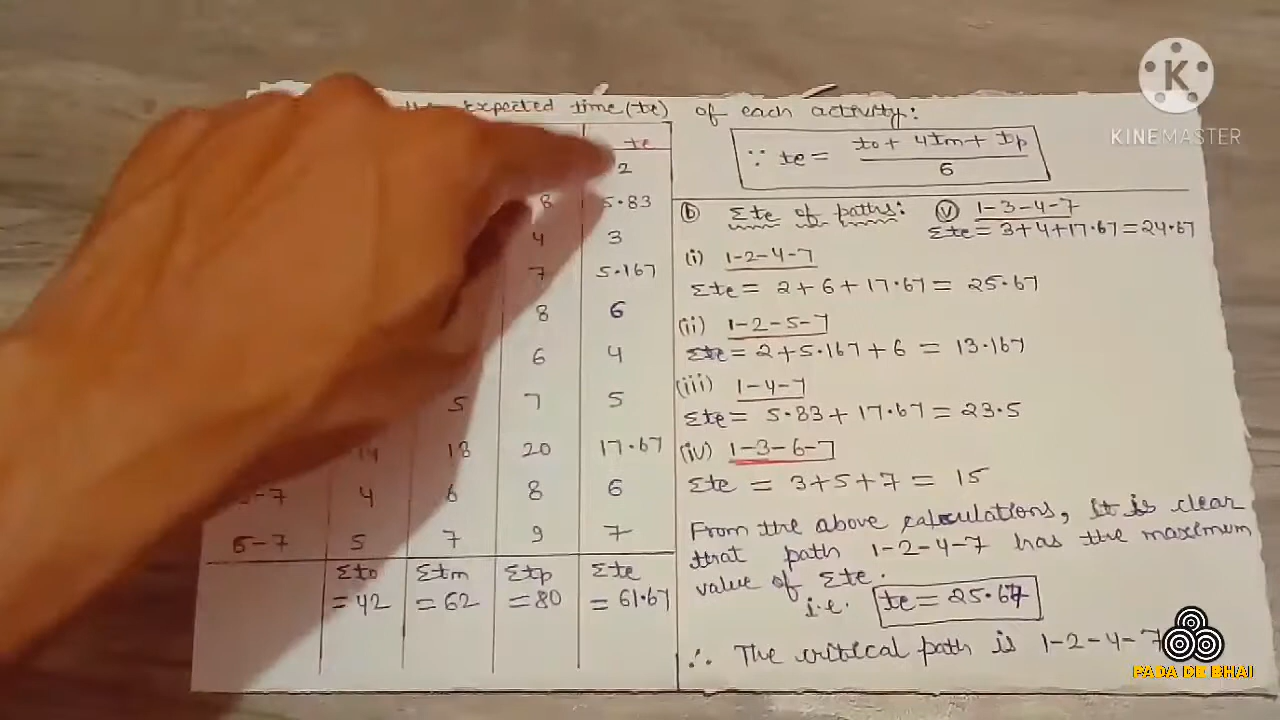 Expected time (te) of each activity:
te
2
8 5.83
4 3
7 5.167
8 6
6 4
5 7 5
14 18 20 17.67
-7 4 6 8 6
6-7 5 7 9 7
Σto Σtm Σtp Σte
=42 =62 =80 =61.67
∵ te = to + 4tm + tp / 6
ⓑ Σte of paths:
(i) 1-2-4-7
Σte = 2+6+17.67 = 25.67
(ii) 1-2-5-7
Σte = 2+5.167+6 = 13.167
(iii) 1-4-7
Σte = 5.83+17.67 = 23.5
(iv) 1-3-6-7
Σte = 3+5+7 = 15
ⓥ 1-3-4-7
Σte = 3+4+17.67 = 24.67
From the above calculations, it is clear
that path 1-2-4-7 has the maximum
value of Σte.
i.e. te = 25.67
∴ The critical path is 1-2-4-7
K
KINEMASTER
PADA DE BHAI